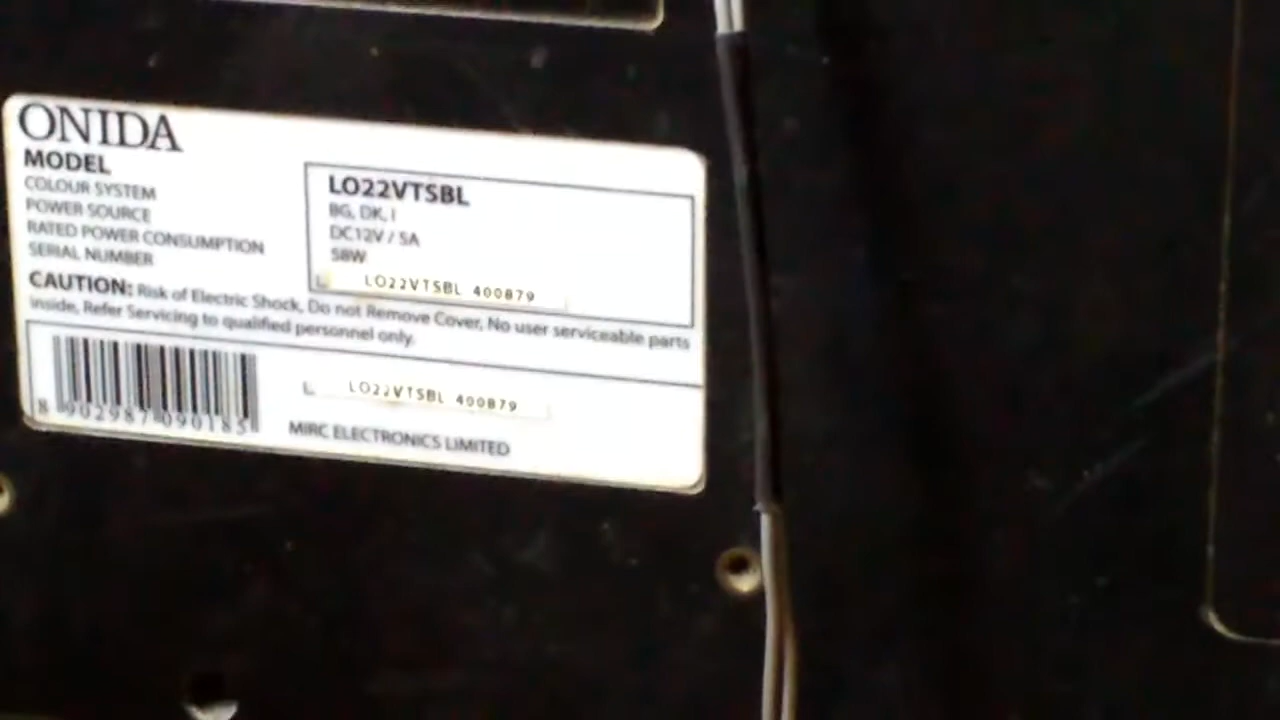 ONIDA
MODEL LO22VTSBL
COLOUR SYSTEM BG, DK, I
POWER SOURCE DC12V / 5A
RATED POWER CONSUMPTION 58W
SERIAL NUMBER L LO22VTSBL 400879
CAUTION: Risk of Electric Shock, Do not Remove Cover, No user serviceable parts
inside, Refer Servicing to qualified personnel only.
L LO22VTSBL 400879
8 902987 090185
MIRC ELECTRONICS LIMITED